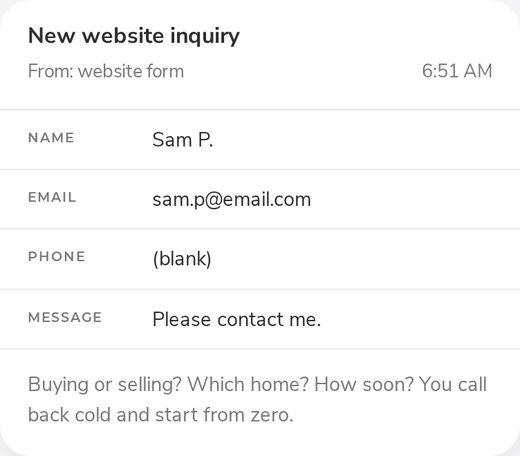 New website inquiry
From: website form 6:51 AM
NAME Sam P.
EMAIL sam.p@email.com
PHONE (blank)
MESSAGE Please contact me.
Buying or selling? Which home? How soon? You call
back cold and start from zero.